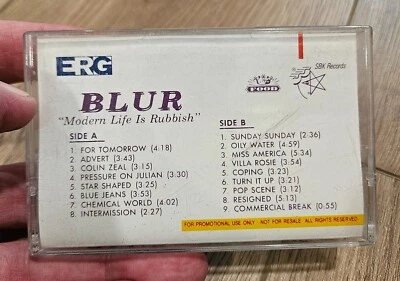 ERG
FOOD
SBK Records
BLUR
"Modern Life Is Rubbish"
SIDE A
1. FOR TOMORROW (4:18)
2. ADVERT (3:43)
3. COLIN ZEAL (3:15)
4. PRESSURE ON JULIAN (3:30)
5. STAR SHAPED (3:25)
6. BLUE JEANS (3:53)
7. CHEMICAL WORLD (4:02)
8. INTERMISSION (2:27)
SIDE B
1. SUNDAY SUNDAY (2:36)
2. OILY WATER (4:59)
3. MISS AMERICA (5:34)
4. VILLA ROSIE (3:54)
5. COPING (3:23)
6. TURN IT UP (3:21)
7. POP SCENE (3:12)
8. RESIGNED (5:13)
9. COMMERCIAL BREAK (0:55)
FOR PROMOTIONAL USE ONLY · NOT FOR RESALE · ALL RIGHTS RESERVED